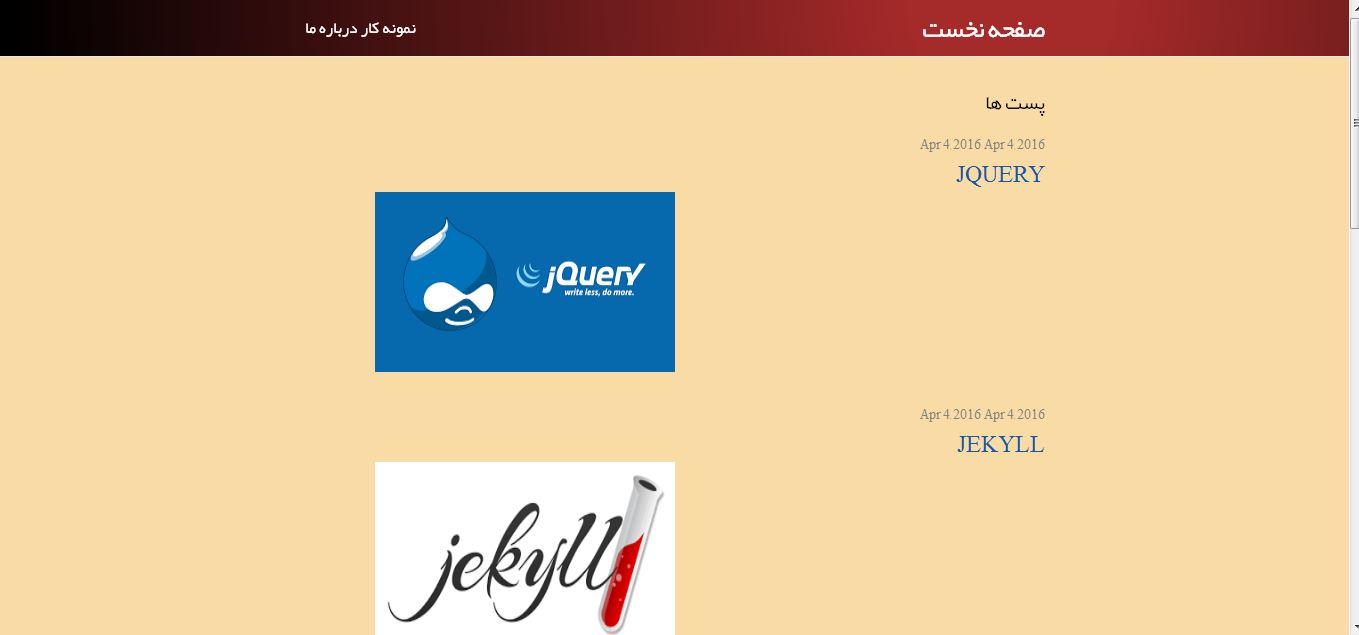 صفحه نخست
نمونه کار درباره ما
پست ها
Apr 4, 2016 Apr 4, 2016
JQUERY
jQuery
write less, do more.
Apr 4, 2016 Apr 4, 2016
JEKYLL
jekyll